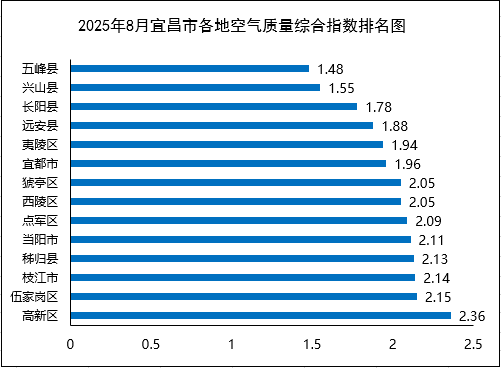 2025年8月宜昌市各地空气质量综合指数排名图
五峰县 1.48
兴山县 1.55
长阳县 1.78
远安县 1.88
夷陵区 1.94
宜都市 1.96
猇亭区 2.05
西陵区 2.05
点军区 2.09
当阳市 2.11
秭归县 2.13
枝江市 2.14
伍家岗区 2.15
高新区 2.36
0 0.5 1 1.5 2 2.5